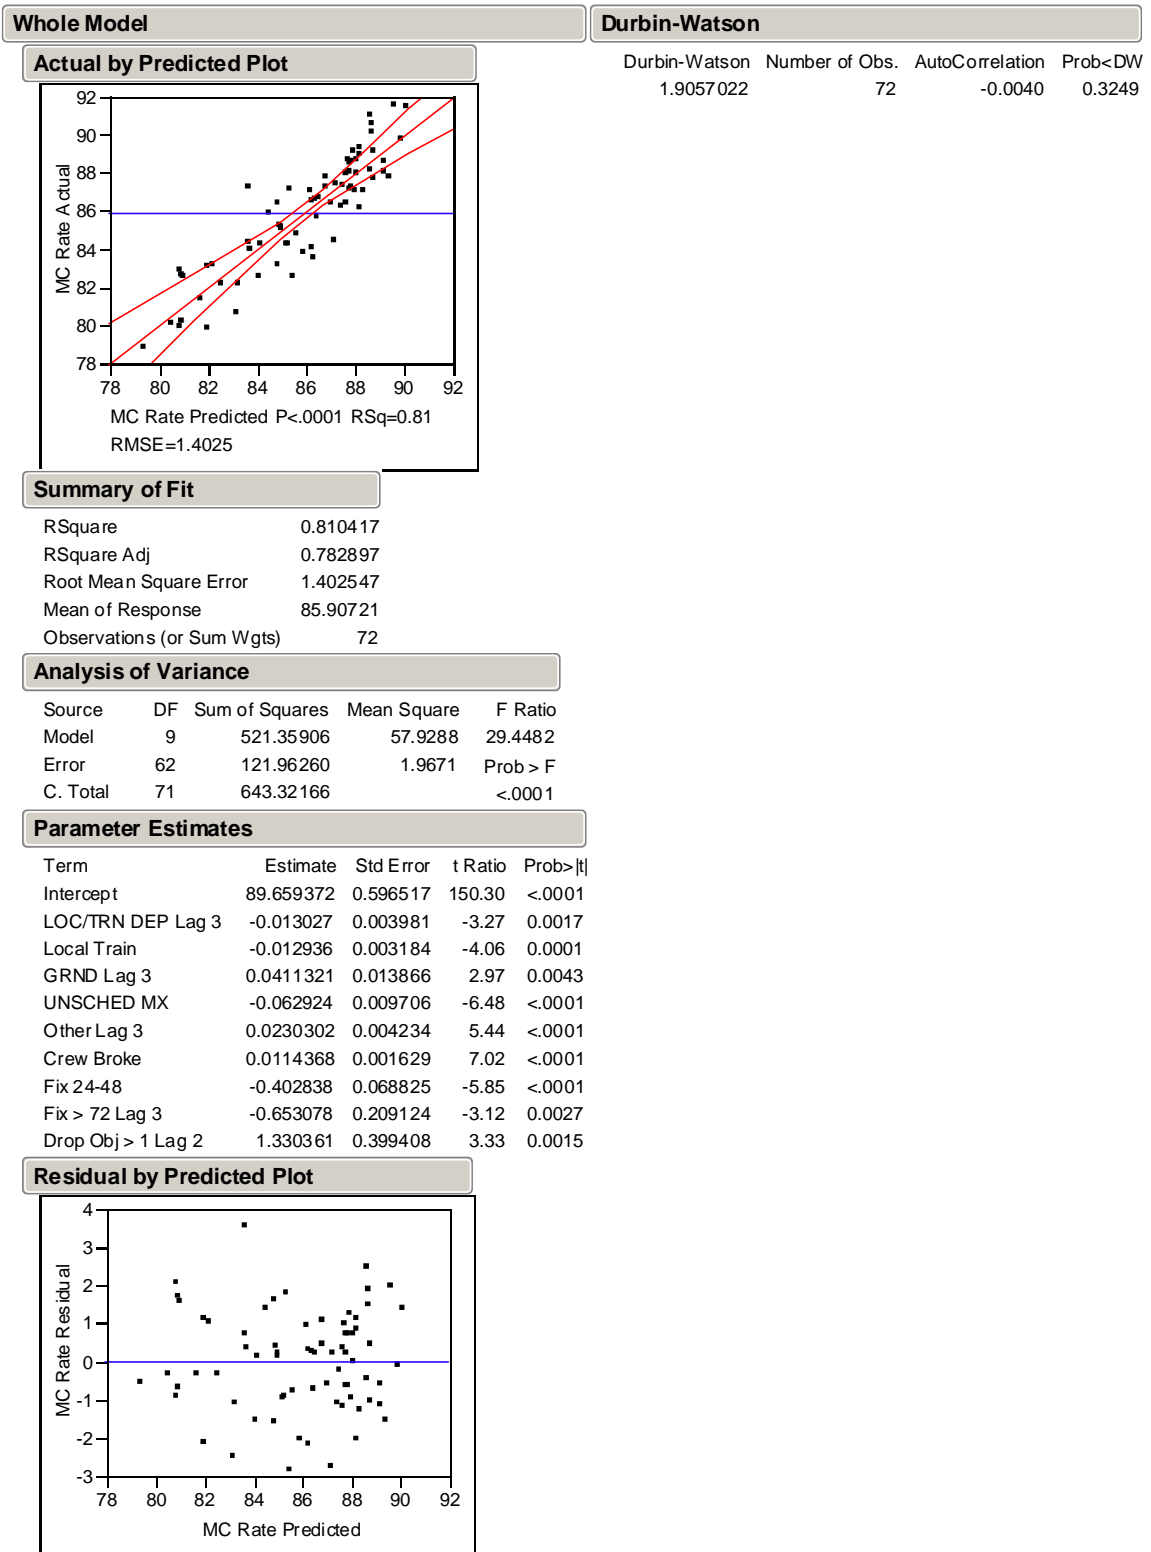 Whole Model
Durbin-Watson
Actual by Predicted Plot
Durbin-Watson Number of Obs. AutoCorrelation Prob<DW
1.9057022 72 -0.0040 0.3249
MC Rate Actual
92
90
88
86
84
82
80
78
78 80 82 84 86 88 90 92
MC Rate Predicted P<.0001 RSq=0.81
RMSE=1.4025
Summary of Fit
RSquare 0.810417
RSquare Adj 0.782897
Root Mean Square Error 1.402547
Mean of Response 85.90721
Observations (or Sum Wgts) 72
Analysis of Variance
Source DF Sum of Squares Mean Square F Ratio
Model 9 521.35906 57.9288 29.4482
Error 62 121.96260 1.9671 Prob > F
C. Total 71 643.32166 <.0001
Parameter Estimates
Term Estimate Std Error t Ratio Prob>|t|
Intercept 89.659372 0.596517 150.30 <.0001
LOC/TRN DEP Lag 3 -0.013027 0.003981 -3.27 0.0017
Local Train -0.012936 0.003184 -4.06 0.0001
GRND Lag 3 0.0411321 0.013866 2.97 0.0043
UNSCHED MX -0.062924 0.009706 -6.48 <.0001
Other Lag 3 0.0230302 0.004234 5.44 <.0001
Crew Broke 0.0114368 0.001629 7.02 <.0001
Fix 24-48 -0.402838 0.068825 -5.85 <.0001
Fix > 72 Lag 3 -0.653078 0.209124 -3.12 0.0027
Drop Obj > 1 Lag 2 1.330361 0.399408 3.33 0.0015
Residual by Predicted Plot
MC Rate Residual
4
3
2
1
0
-1
-2
-3
78 80 82 84 86 88 90 92
MC Rate Predicted